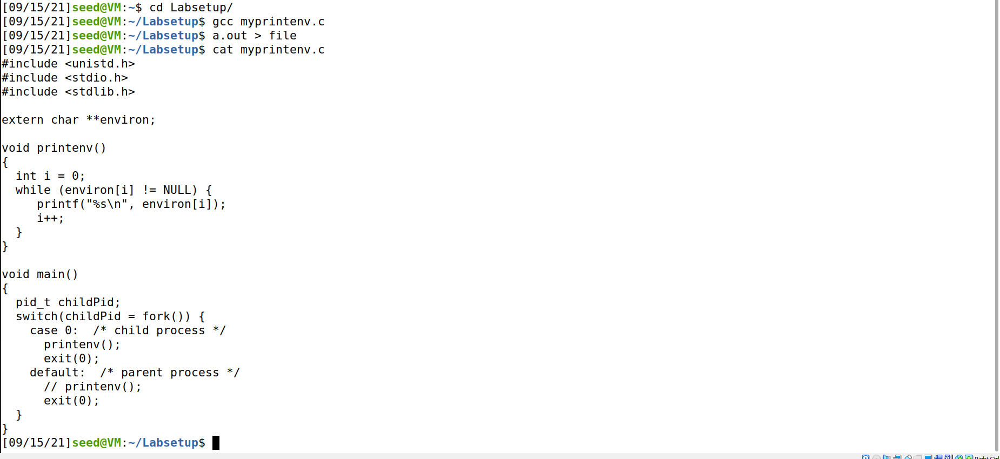 [09/15/21]seed@VM:~$ cd Labsetup/
[09/15/21]seed@VM:~/Labsetup$ gcc myprintenv.c
[09/15/21]seed@VM:~/Labsetup$ a.out > file
[09/15/21]seed@VM:~/Labsetup$ cat myprintenv.c
#include <unistd.h>
#include <stdio.h>
#include <stdlib.h>

extern char **environ;

void printenv()
{
  int i = 0;
  while (environ[i] != NULL) {
     printf("%s\n", environ[i]);
     i++;
  }
}

void main()
{
  pid_t childPid;
  switch(childPid = fork()) {
    case 0:  /* child process */
      printenv();
      exit(0);
    default:  /* parent process */
      // printenv();
      exit(0);
  }
}
[09/15/21]seed@VM:~/Labsetup$
Right Ctrl